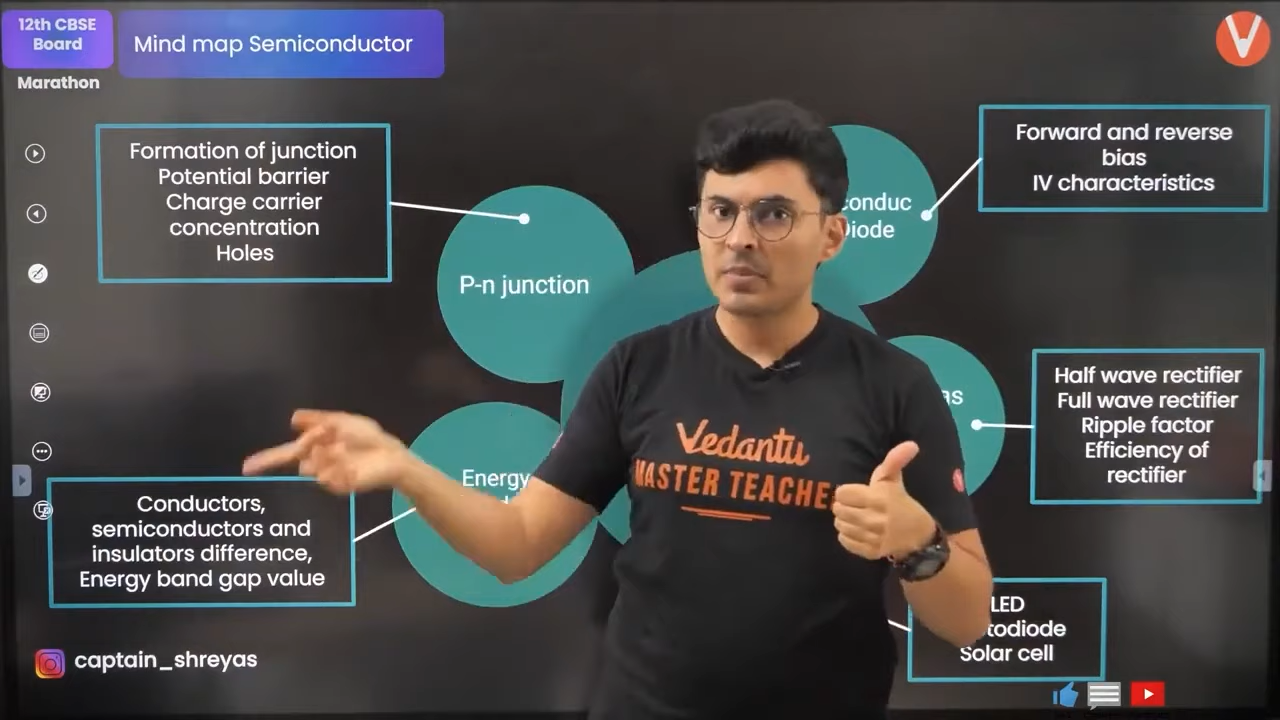 12th CBSE
Board
Marathon
Mind map Semiconductor
Formation of junction
Potential barrier
Charge carrier
concentration
Holes
P-n junction
Diode
Forward and reverse
bias
IV characteristics
Half wave rectifier
Full wave rectifier
Ripple factor
Efficiency of
rectifier
Energy
Conductors,
semiconductors and
insulators difference,
Energy band gap value
LED
Solar cell
Vedantu
MASTER TEACHE
captain_shreyas